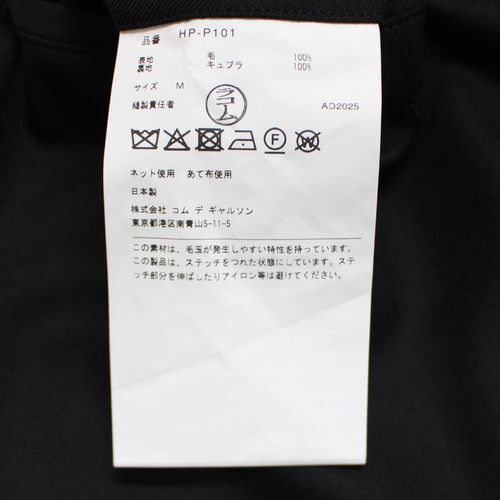 品番 HP-P101
表地 毛 100%
裏地 キュプラ 100%
サイズ M
縫製責任者 AD2025
F W
ネット使用 あて布使用
日本製
株式会社 コム デ ギャルソン
東京都港区南青山5-11-5
この素材は、毛玉が発生しやすい特性を持っています。
この製品は、ステッチをつれた状態にしています。ステ
ッチ部分を伸ばしたりアイロン等は避けてください。